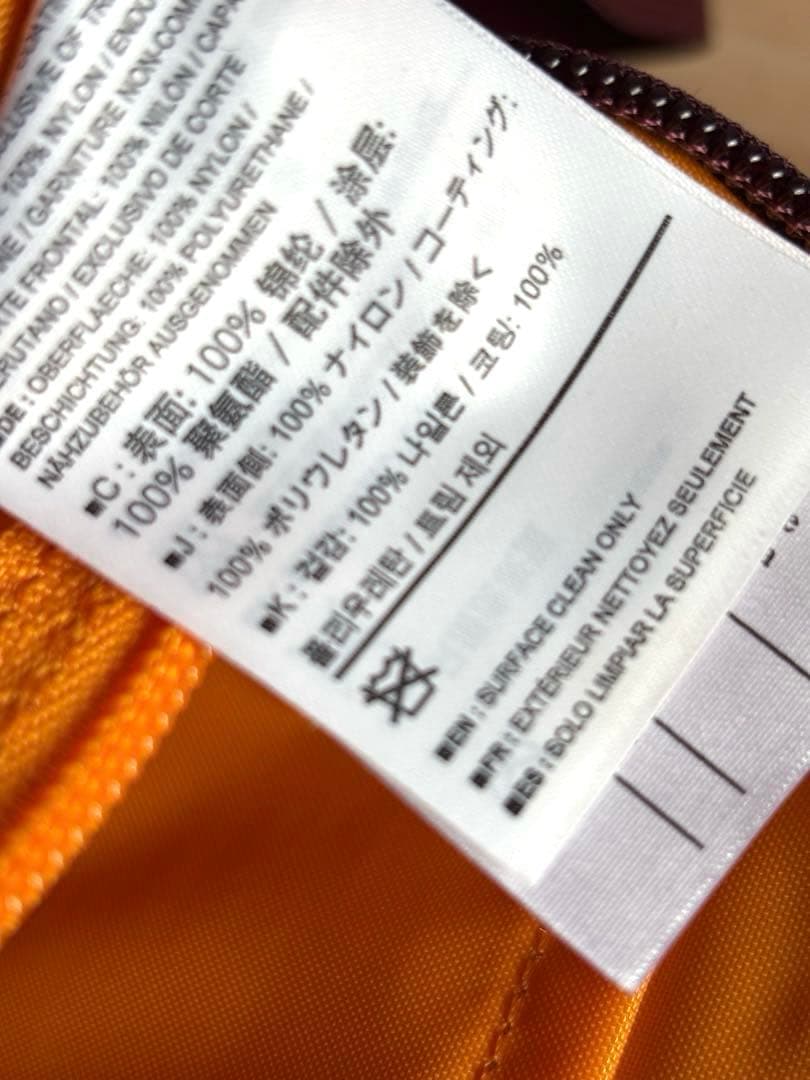 LUSIVE OF TR
100% NYLON / ENDU
NE / GARNITURE NON-COM
TE FRONTAL: 100% NILÓN / CAPA
ERUTANO / EXCLUSIVO DE CORTE
■DE : OBERFLAECHE: 100% NYLON /
BESCHICHTUNG: 100% POLYURETHANE /
NÄHZUBEHÖR AUSGENOMMEN
■C : 表面: 100% 锦纶 / 涂层:
100% 聚氨酯 / 配件除外
■J : 表面側: 100% ナイロン / コーティング:
100% ポリウレタン / 装飾を除く
■K : 겉감: 100% 나일론 / 코팅: 100%
폴리우레탄 / 트림 제외
■EN : SURFACE CLEAN ONLY
■FR : EXTÉRIEUR NETTOYEZ SEULEMENT
■ES : SOLO LIMPIAR LA SUPERFICIE